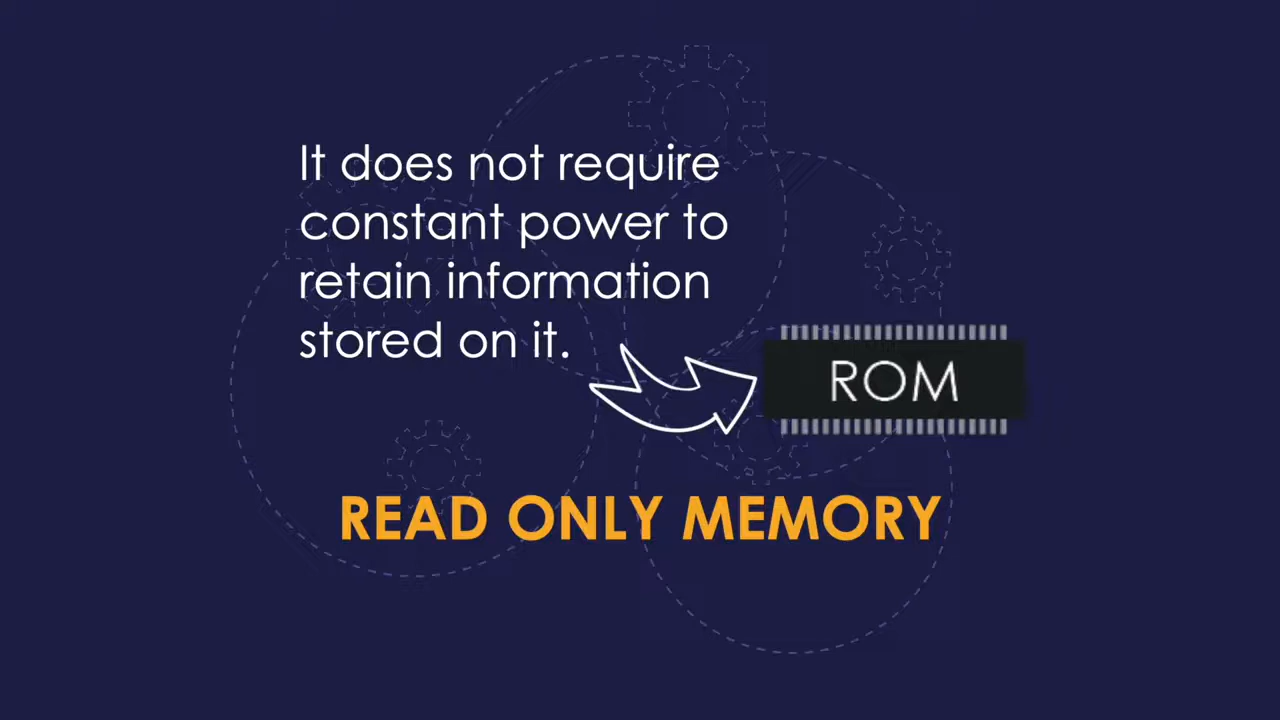 It does not require
constant power to
retain information
stored on it.
ROM
READ ONLY MEMORY